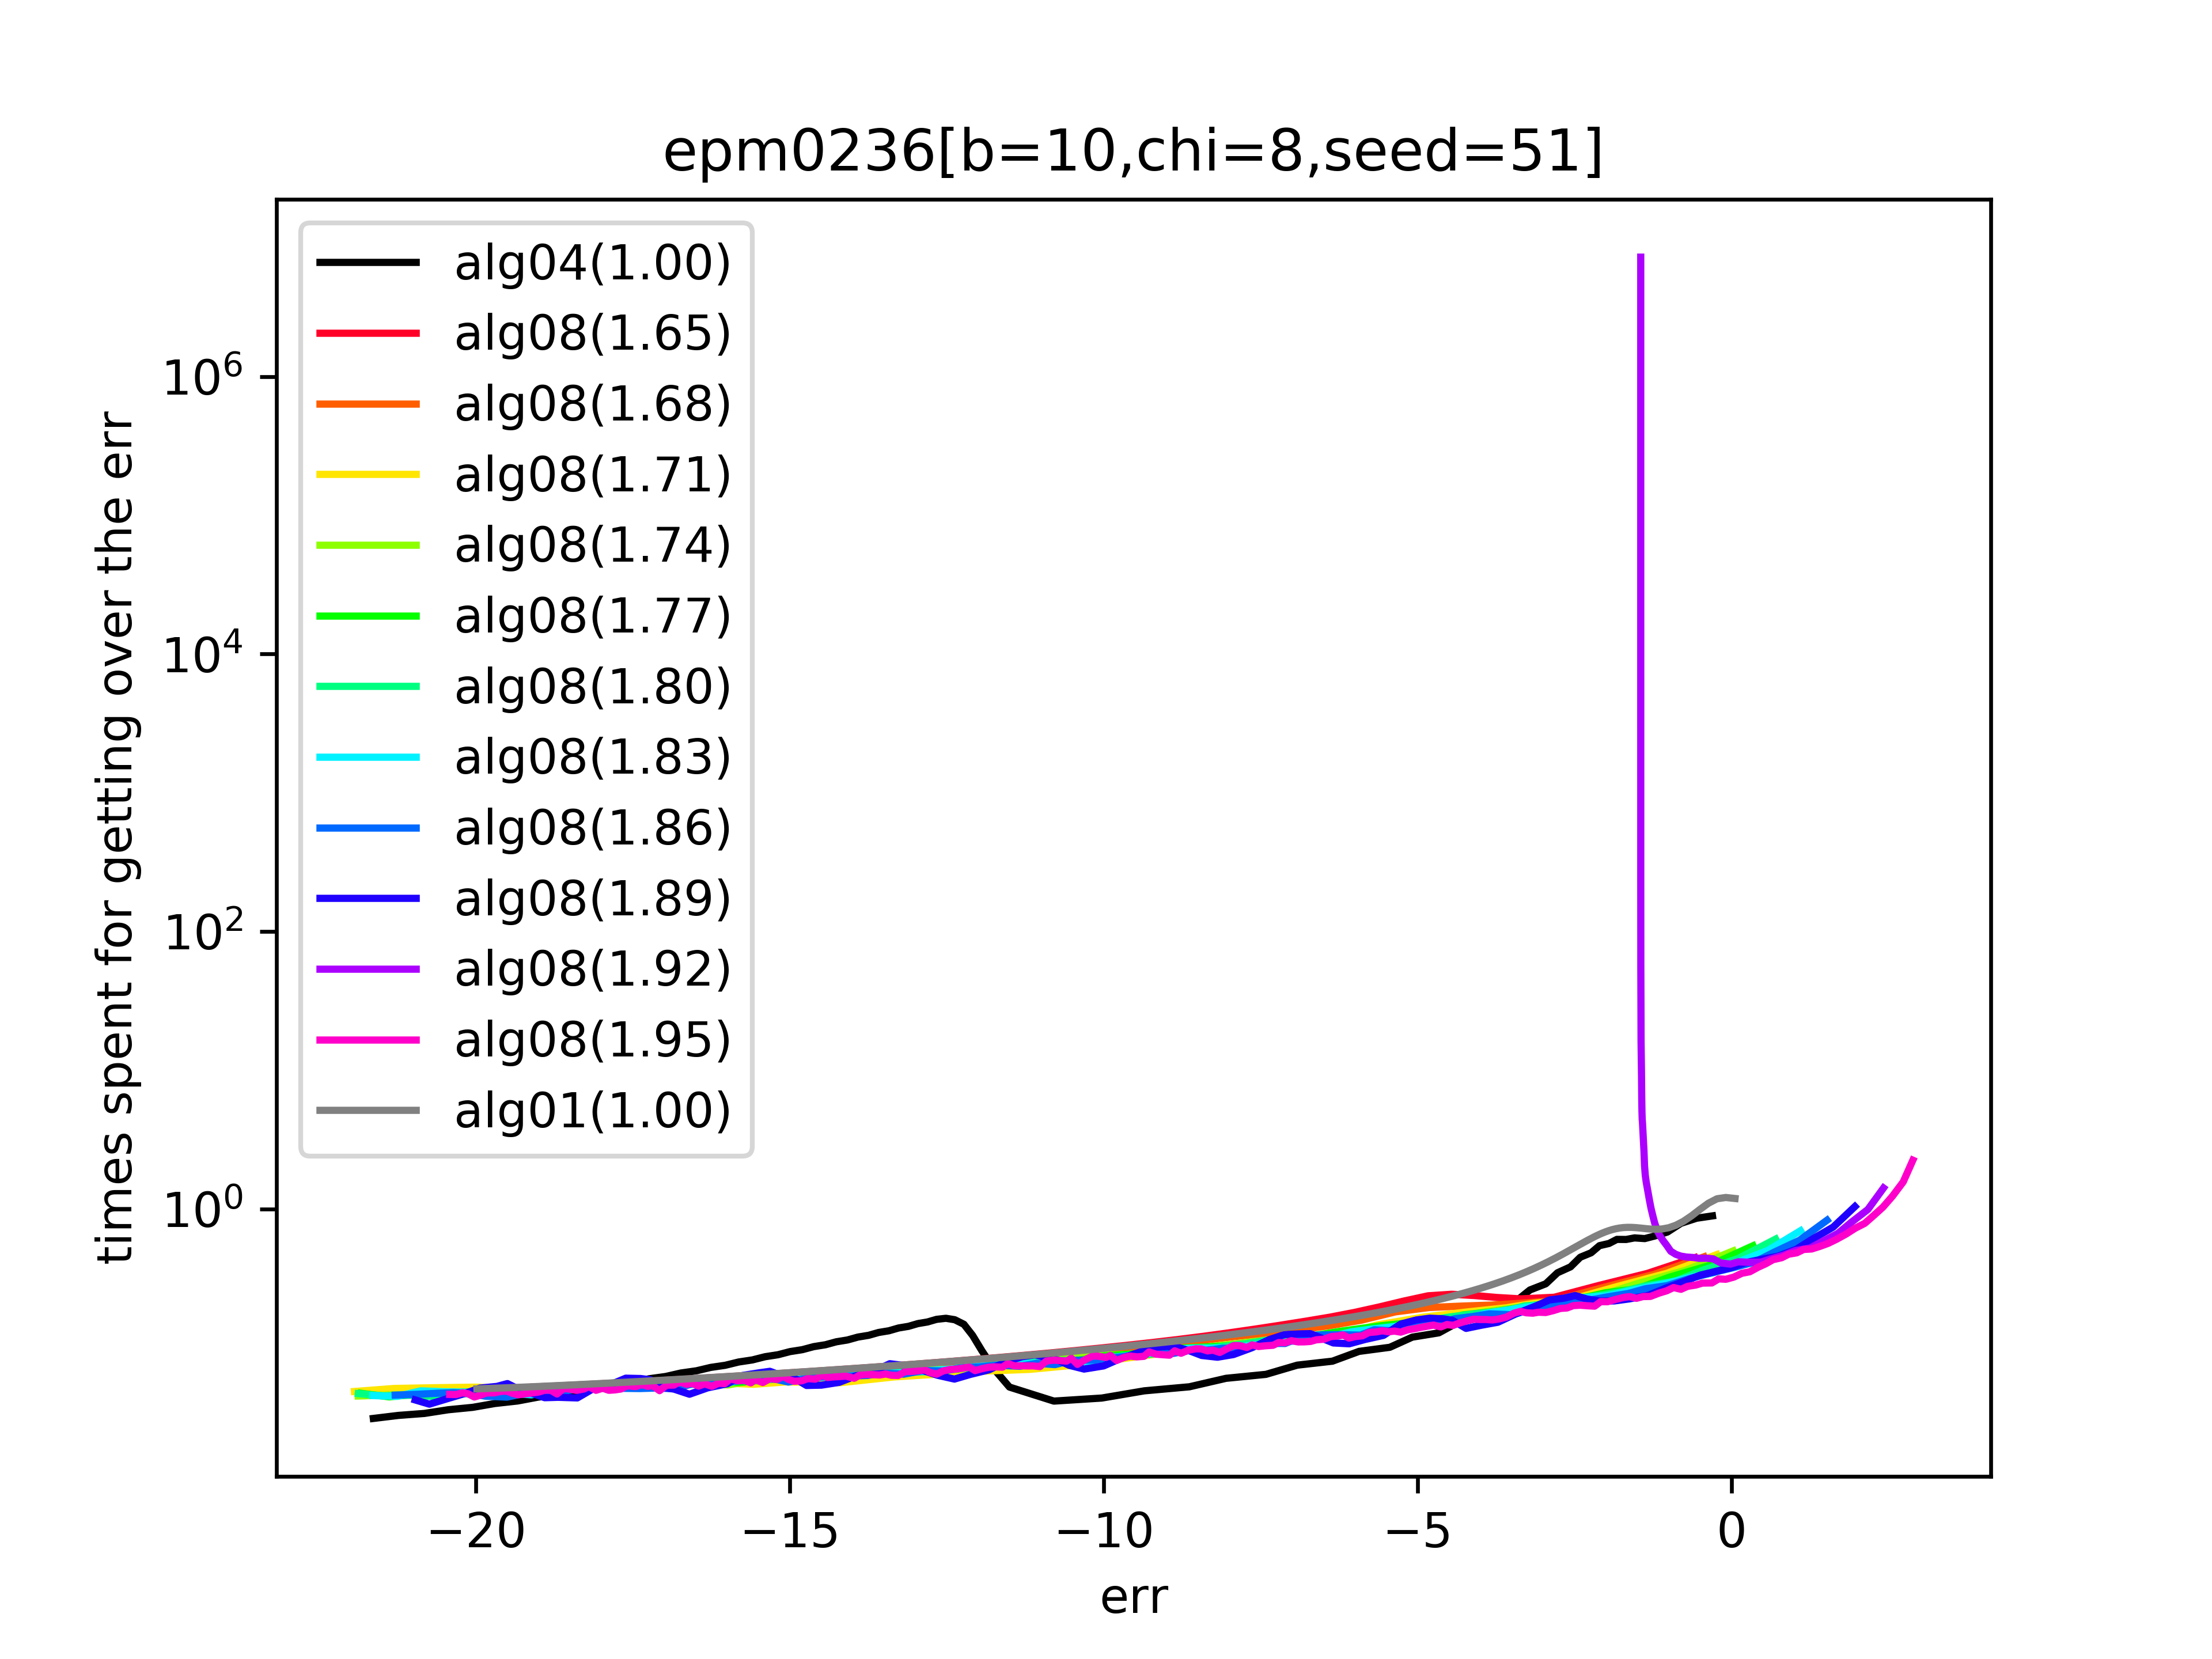 epm0236[b=10,chi=8,seed=51]
times spent for getting over the err
10^6
10^4
10^2
10^0
alg04(1.00)
alg08(1.65)
alg08(1.68)
alg08(1.71)
alg08(1.74)
alg08(1.77)
alg08(1.80)
alg08(1.83)
alg08(1.86)
alg08(1.89)
alg08(1.92)
alg08(1.95)
alg01(1.00)
−20 −15 −10 −5 0
err